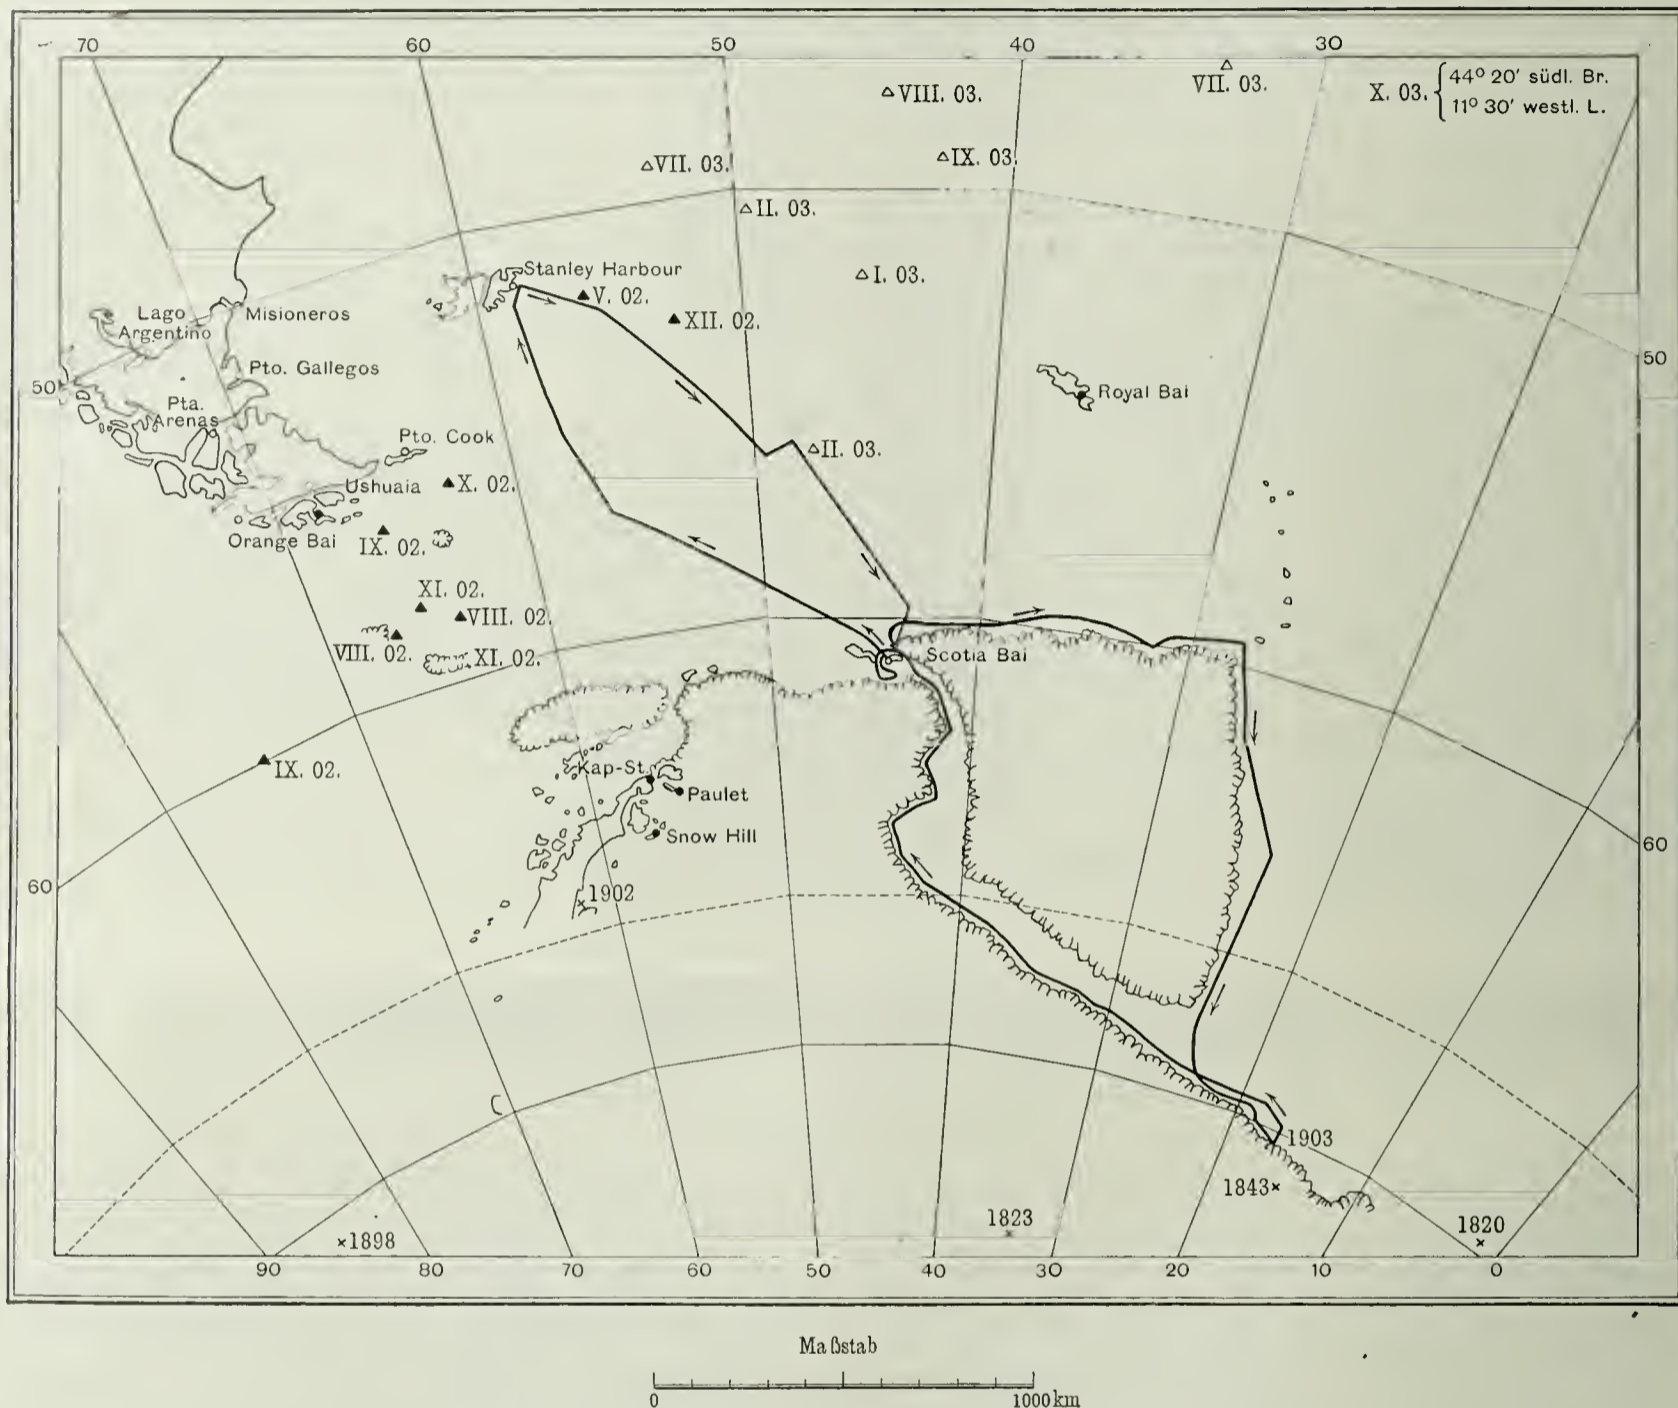 70 60 50 40 30
VII. 03.
VIII. 03.
X. 03. { 44° 20′ südl. Br.
11° 30′ westl. L.
VII. 03.
IX. 03.
II. 03.
Stanley Harbour
I. 03.
V. 02.
Lago
Argentino
Misioneros
XII. 02.
50
Pto. Gallegos
50
Royal Bai
Pta.
Arenas
Pto. Cook
II. 03.
Ushuaia
X. 02.
Orange Bai
IX. 02.
XI. 02.
VIII. 02.
VIII. 02.
XI. 02.
Scotia Bai
IX. 02.
Kap-St.
Paulet
Snow Hill
60
60
1902
1903
1843
1823
1820
1898
90 80 70 60 50 40 30 20 10 0
Maßstab
0 1000 km